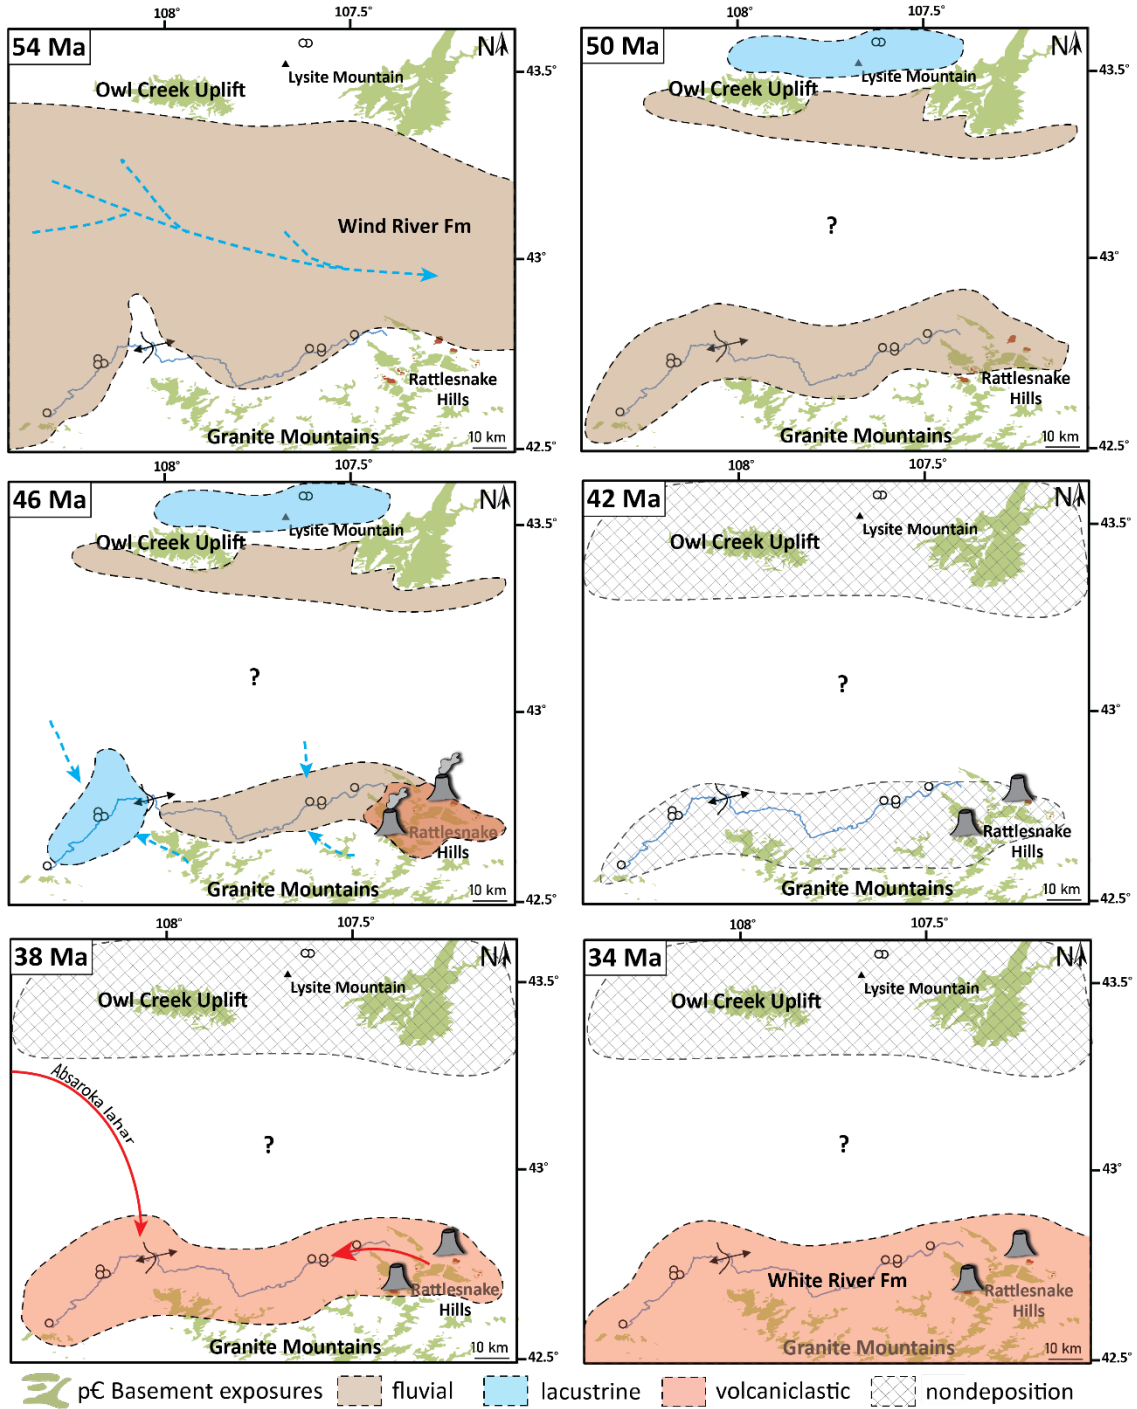 108° 107.5° 108° 107.5°
54 Ma N 50 Ma N
Lysite Mountain 43.5° Lysite Mountain 43.5°
Owl Creek Uplift Owl Creek Uplift
Wind River Fm ?
43° 43°
Rattlesnake Hills Rattlesnake Hills
Granite Mountains 10 km Granite Mountains 10 km
42.5° 42.5°
108° 107.5° 108° 107.5°
46 Ma N 42 Ma N
Lysite Mountain 43.5° Lysite Mountain 43.5°
Owl Creek Uplift Owl Creek Uplift
? ?
43° 43°
Rattlesnake Hills Rattlesnake Hills
Granite Mountains 10 km Granite Mountains 10 km
42.5° 42.5°
108° 107.5° 108° 107.5°
38 Ma N 34 Ma N
Lysite Mountain 43.5° Lysite Mountain 43.5°
Owl Creek Uplift Owl Creek Uplift
Absaroka lahar
? ?
43° 43°
White River Fm
Rattlesnake Hills Rattlesnake Hills
Granite Mountains 10 km Granite Mountains 10 km
42.5° 42.5°
p€ Basement exposures fluvial lacustrine volcaniclastic nondeposition